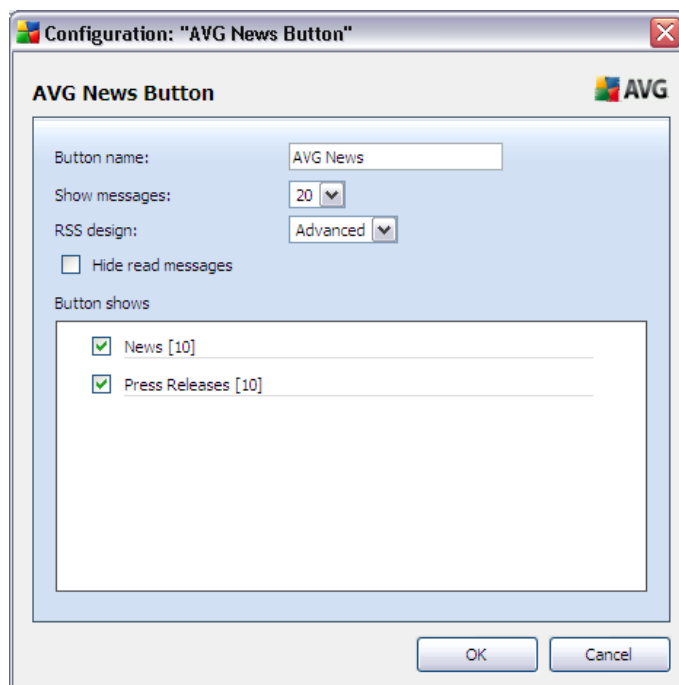 Configuration: "AVG News Button"
AVG News Button
AVG
Button name: AVG News
Show messages: 20
RSS design: Advanced
Hide read messages
Button shows
News [10]
Press Releases [10]
OK Cancel